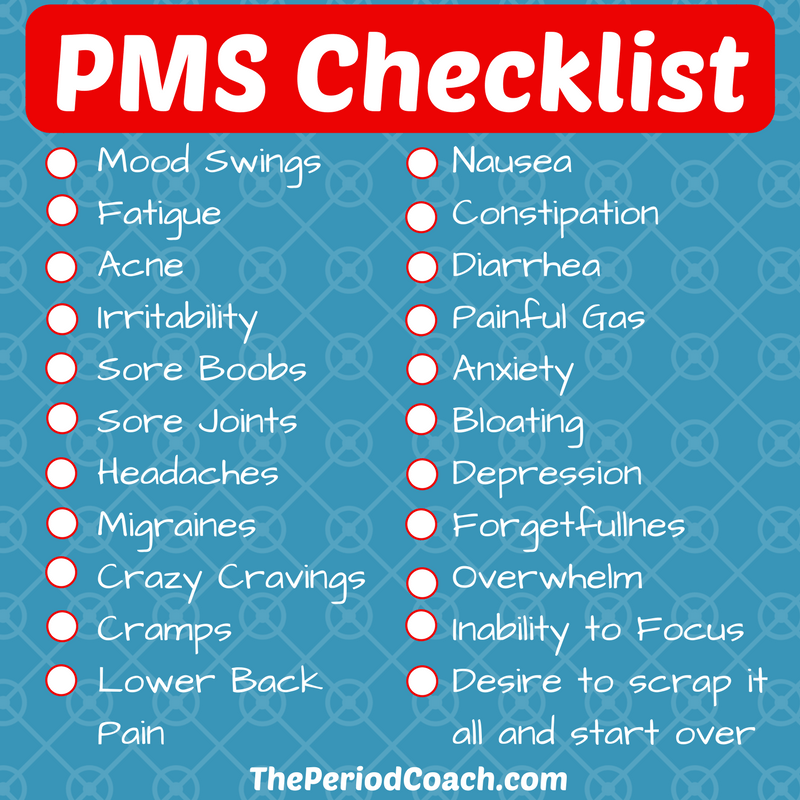 PMS Checklist
Mood Swings
Fatigue
Acne
Irritability
Sore Boobs
Sore Joints
Headaches
Migraines
Crazy Cravings
Cramps
Lower Back
Pain
Nausea
Constipation
Diarrhea
Painful Gas
Anxiety
Bloating
Depression
Forgetfullnes
Overwhelm
Inability to Focus
Desire to scrap it
all and start over
ThePeriodCoach.com